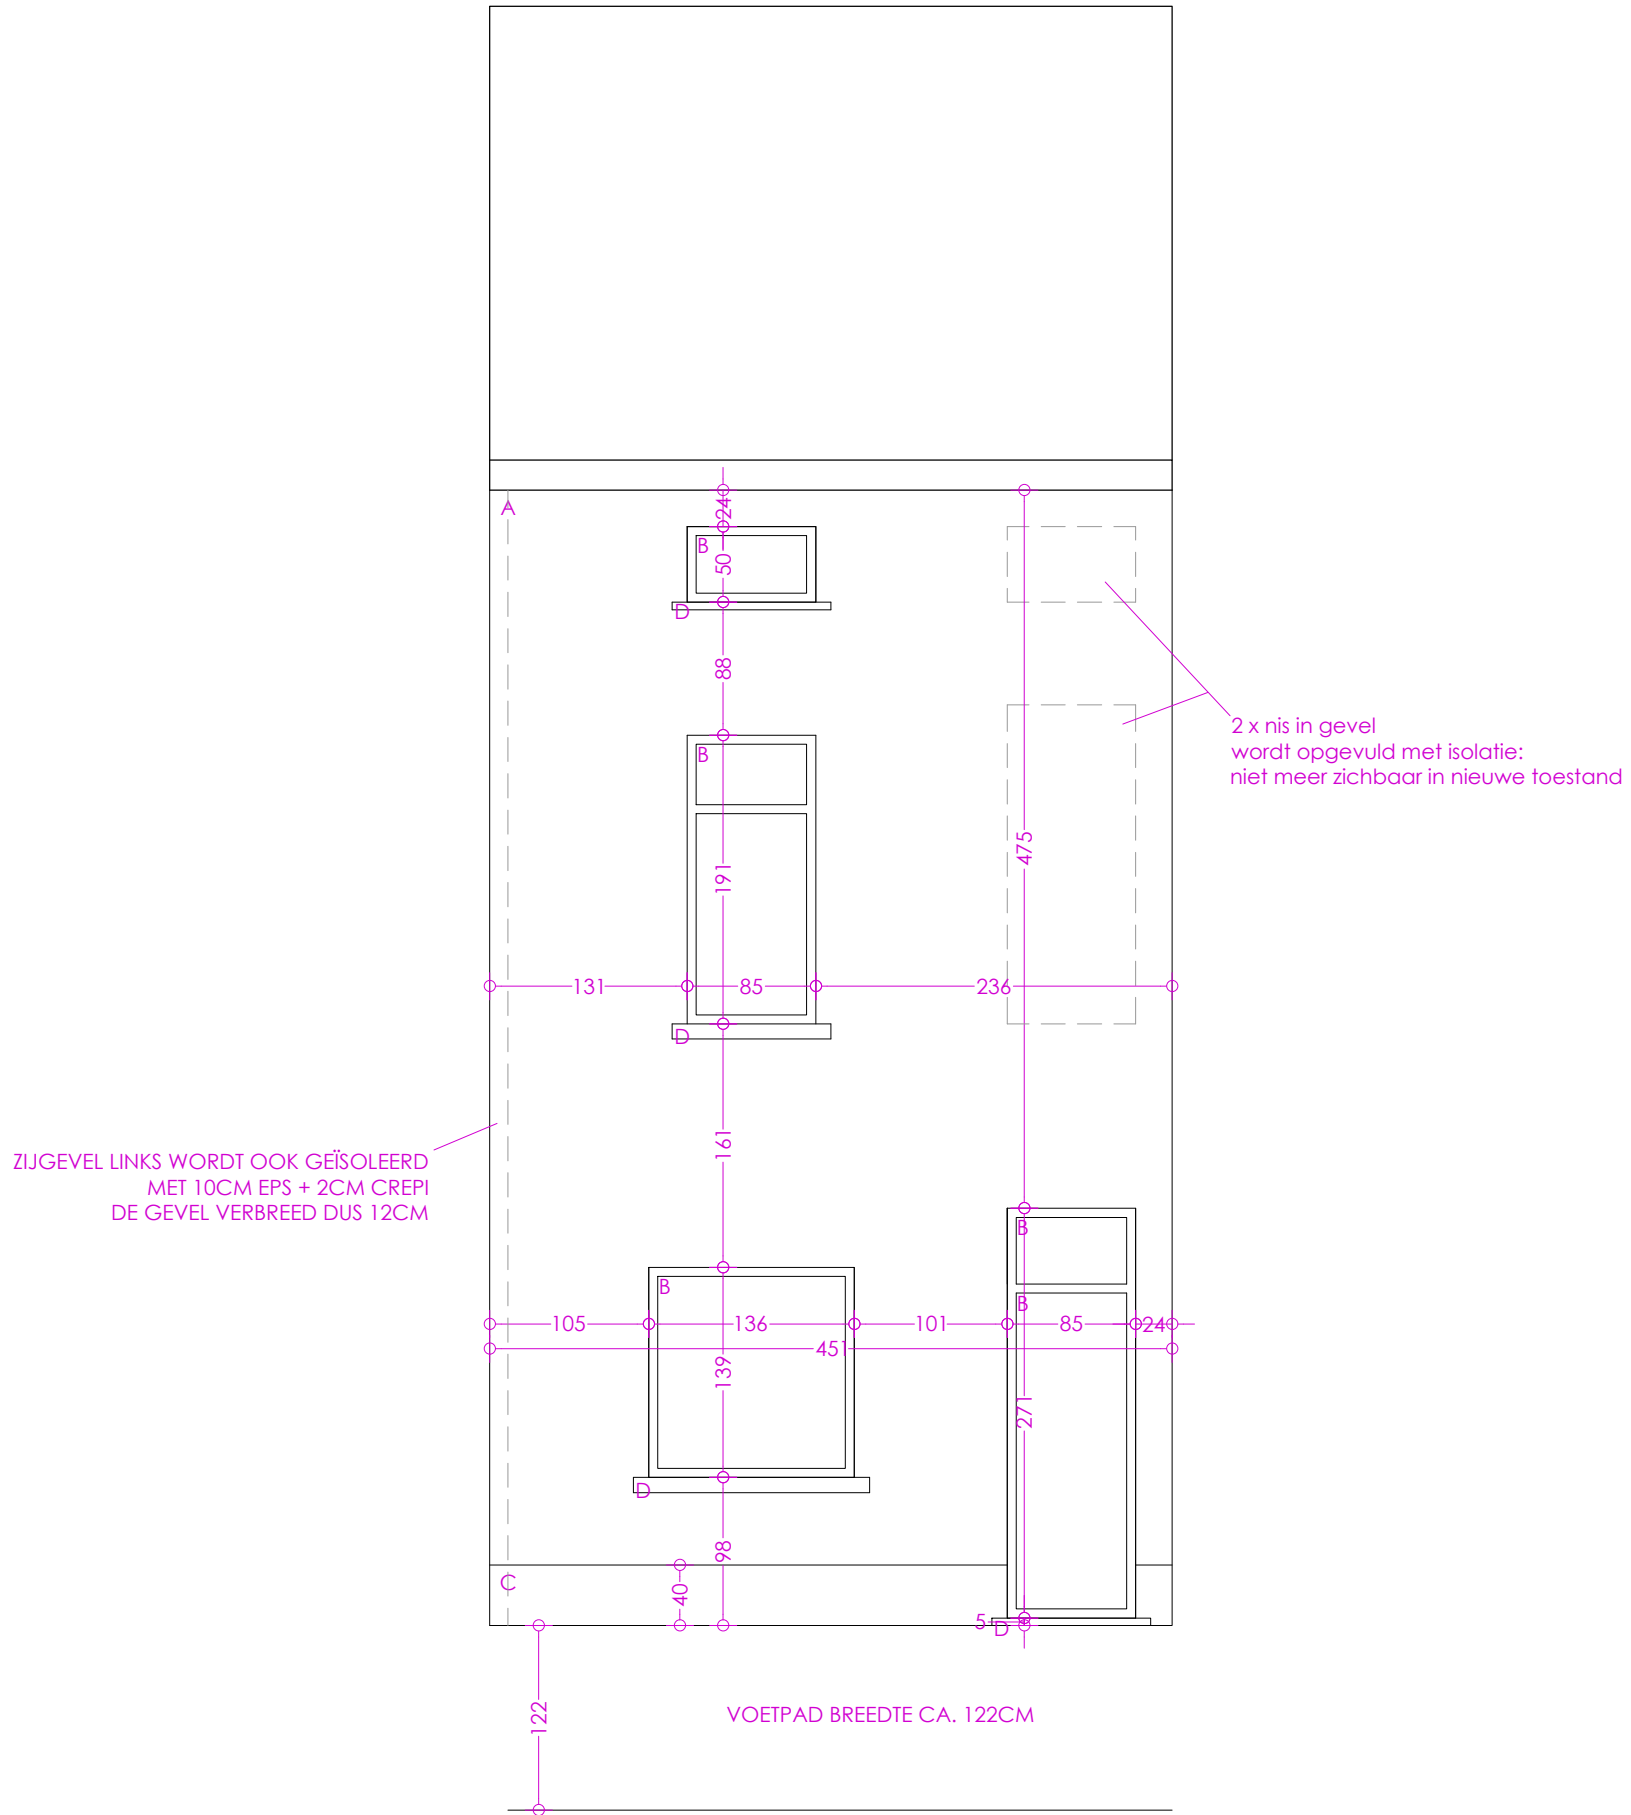 A
24
B
50
D
88
2 x nis in gevel
wordt opgevuld met isolatie:
niet meer zichbaar in nieuwe toestand
B
475
191
131
85
236
D
161
ZIJGEVEL LINKS WORDT OOK GEÏSOLEERD
MET 10CM EPS + 2CM CREPI
DE GEVEL VERBREED DUS 12CM
B
B
B
105
136
101
85
24
451
139
271
D
98
C
40
5
D
122
VOETPAD BREEDTE CA. 122CM